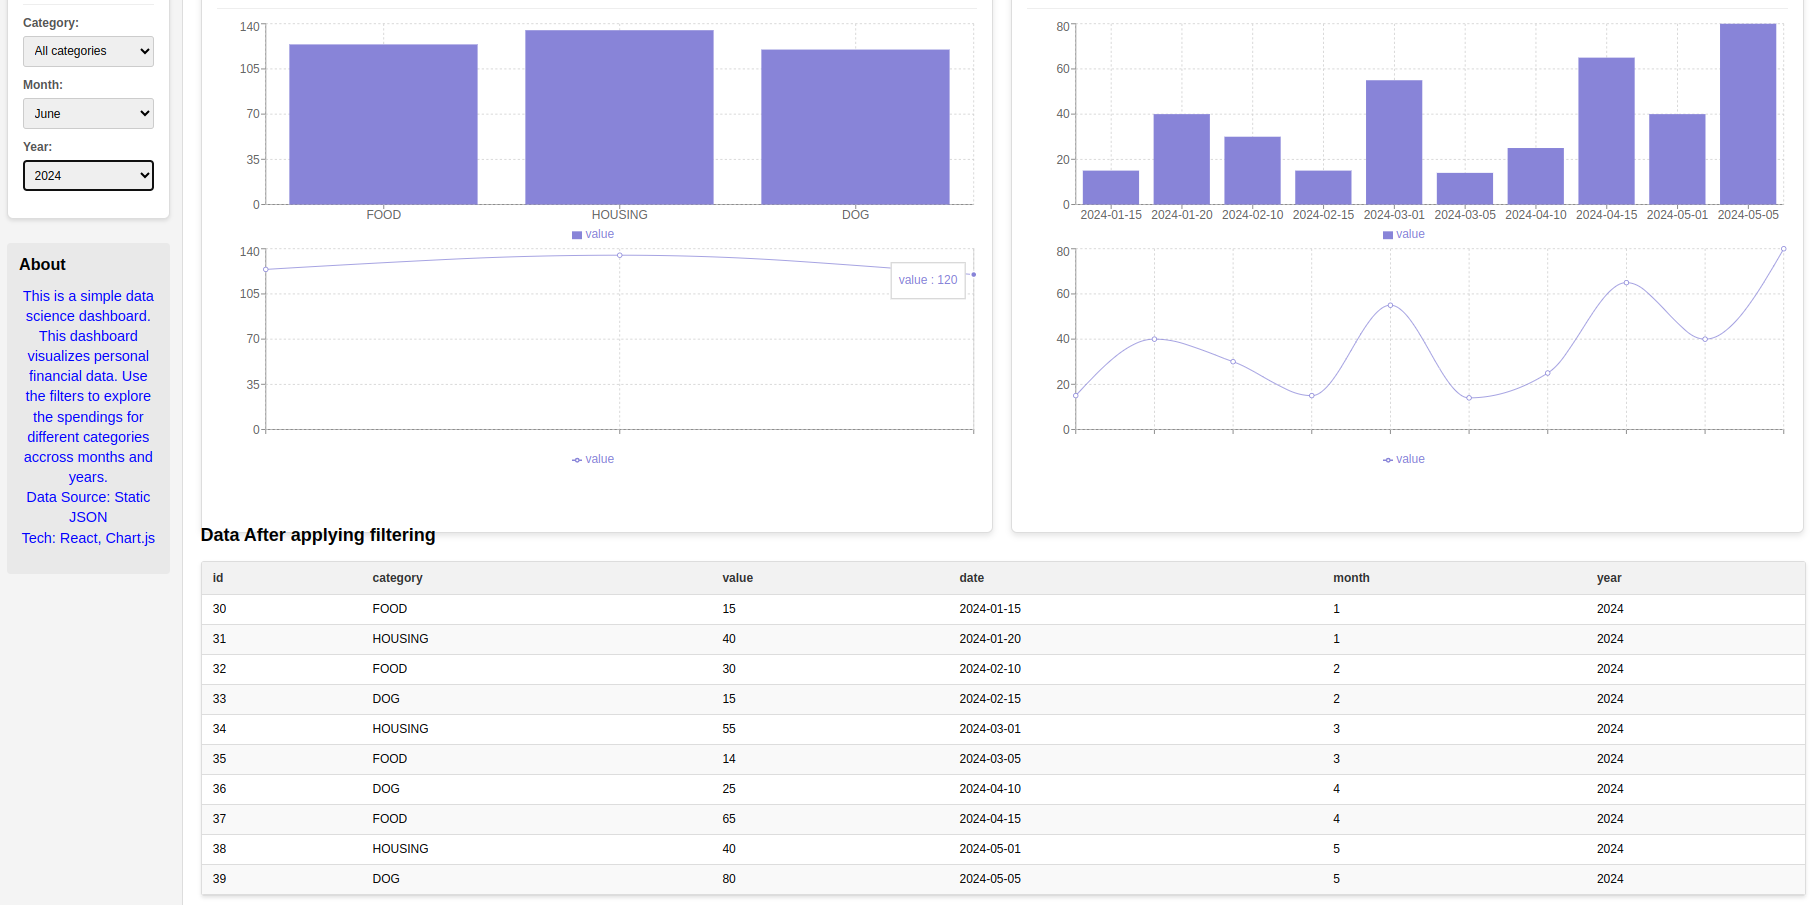 Category:
All categories
Month:
June
Year:
2024
About
This is a simple data
science dashboard.
This dashboard
visualizes personal
financial data. Use
the filters to explore
the spendings for
different categories
accross months and
years.
Data Source: Static
JSON
Tech: React, Chart.js
140
105
70
35
0
FOOD HOUSING DOG
value
140
105
70
35
0
value : 120
value
80
60
40
20
0
2024-01-15 2024-01-20 2024-02-10 2024-02-15 2024-03-01 2024-03-05 2024-04-10 2024-04-15 2024-05-01 2024-05-05
value
80
60
40
20
0
value
Data After applying filtering
id category value date month year
30 FOOD 15 2024-01-15 1 2024
31 HOUSING 40 2024-01-20 1 2024
32 FOOD 30 2024-02-10 2 2024
33 DOG 15 2024-02-15 2 2024
34 HOUSING 55 2024-03-01 3 2024
35 FOOD 14 2024-03-05 3 2024
36 DOG 25 2024-04-10 4 2024
37 FOOD 65 2024-04-15 4 2024
38 HOUSING 40 2024-05-01 5 2024
39 DOG 80 2024-05-05 5 2024